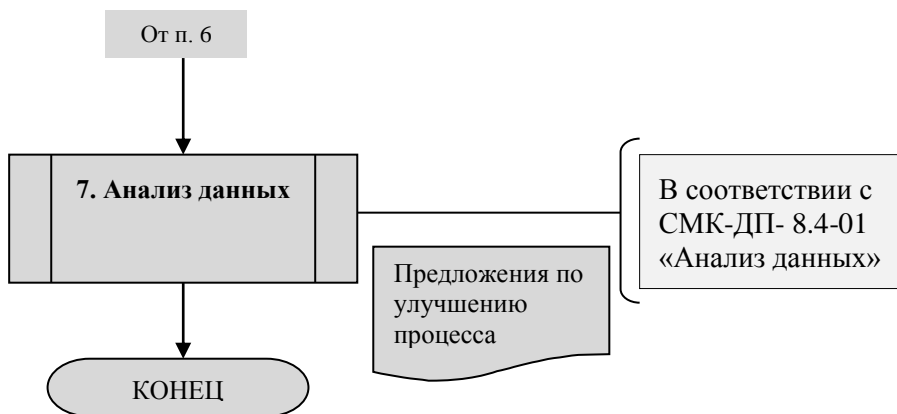 От п. 6
7. Анализ данных
В соответствии с
СМК-ДП- 8.4-01
«Анализ данных»
Предложения по
улучшению
процесса
КОНЕЦ